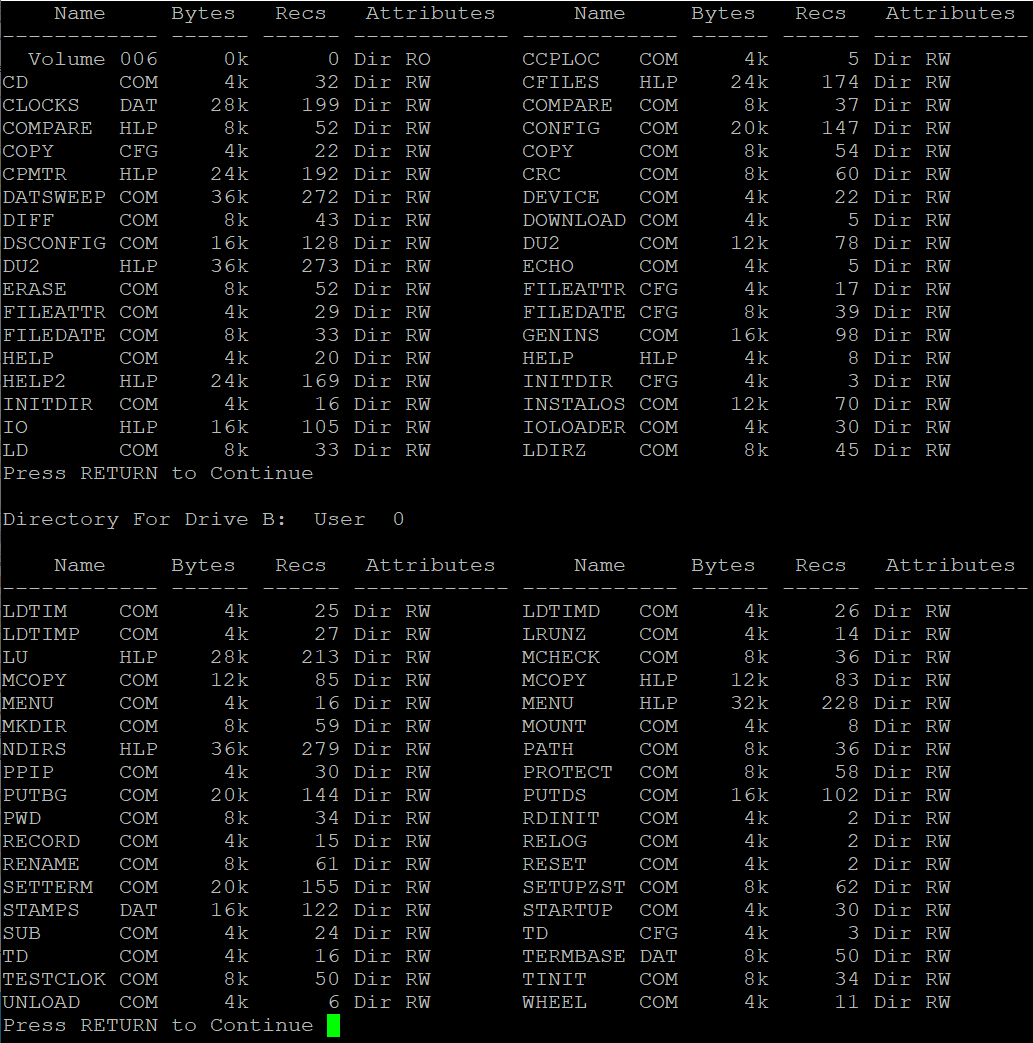 Name     Bytes   Recs   Attributes      Name     Bytes   Recs   Attributes
------------ ------ ------ ------------ ------------ ------ ------ ------------
  Volume 006     0k      0 Dir RO       CCPLOC   COM     4k      5 Dir RW
CD       COM     4k     32 Dir RW       CFILES   HLP    24k    174 Dir RW
CLOCKS   DAT    28k    199 Dir RW       COMPARE  COM     8k     37 Dir RW
COMPARE  HLP     8k     52 Dir RW       CONFIG   COM    20k    147 Dir RW
COPY     CFG     4k     22 Dir RW       COPY     COM     8k     54 Dir RW
CPMTR    HLP    24k    192 Dir RW       CRC      COM     8k     60 Dir RW
DATSWEEP COM    36k    272 Dir RW       DEVICE   COM     4k     22 Dir RW
DIFF     COM     8k     43 Dir RW       DOWNLOAD COM     4k      5 Dir RW
DSCONFIG COM    16k    128 Dir RW       DU2      COM    12k     78 Dir RW
DU2      HLP    36k    273 Dir RW       ECHO     COM     4k      5 Dir RW
ERASE    COM     8k     52 Dir RW       FILEATTR CFG     4k     17 Dir RW
FILEATTR COM     4k     29 Dir RW       FILEDATE CFG     8k     39 Dir RW
FILEDATE COM     8k     33 Dir RW       GENINS   COM    16k     98 Dir RW
HELP     COM     4k     20 Dir RW       HELP     HLP     4k      8 Dir RW
HELP2    HLP    24k    169 Dir RW       INITDIR  CFG     4k      3 Dir RW
INITDIR  COM     4k     16 Dir RW       INSTALOS COM    12k     70 Dir RW
IO       HLP    16k    105 Dir RW       IOLOADER COM     4k     30 Dir RW
LD       COM     8k     33 Dir RW       LDIRZ    COM     8k     45 Dir RW
Press RETURN to Continue
Directory For Drive B:  User  0
    Name     Bytes   Recs   Attributes      Name     Bytes   Recs   Attributes
------------ ------ ------ ------------ ------------ ------ ------ ------------
LDTIM    COM     4k     25 Dir RW       LDTIMD   COM     4k     26 Dir RW
LDTIMP   COM     4k     27 Dir RW       LRUNZ    COM     4k     14 Dir RW
LU       HLP    28k    213 Dir RW       MCHECK   COM     8k     36 Dir RW
MCOPY    COM    12k     85 Dir RW       MCOPY    HLP    12k     83 Dir RW
MENU     COM     4k     16 Dir RW       MENU     HLP    32k    228 Dir RW
MKDIR    COM     8k     59 Dir RW       MOUNT    COM     4k      8 Dir RW
NDIRS    HLP    36k    279 Dir RW       PATH     COM     8k     36 Dir RW
PPIP     COM     4k     30 Dir RW       PROTECT  COM     8k     58 Dir RW
PUTBG    COM    20k    144 Dir RW       PUTDS    COM    16k    102 Dir RW
PWD      COM     8k     34 Dir RW       RDINIT   COM     4k      2 Dir RW
RECORD   COM     4k     15 Dir RW       RELOG    COM     4k      2 Dir RW
RENAME   COM     8k     61 Dir RW       RESET    COM     4k      2 Dir RW
SETTERM  COM    20k    155 Dir RW       SETUPZST COM     8k     62 Dir RW
STAMPS   DAT    16k    122 Dir RW       STARTUP  COM     4k     30 Dir RW
SUB      COM     4k     24 Dir RW       TD       CFG     4k      3 Dir RW
TD       COM     4k     16 Dir RW       TERMBASE DAT     8k     50 Dir RW
TESTCLOK COM     8k     50 Dir RW       TINIT    COM     8k     34 Dir RW
UNLOAD   COM     4k      6 Dir RW       WHEEL    COM     4k     11 Dir RW
Press RETURN to Continue